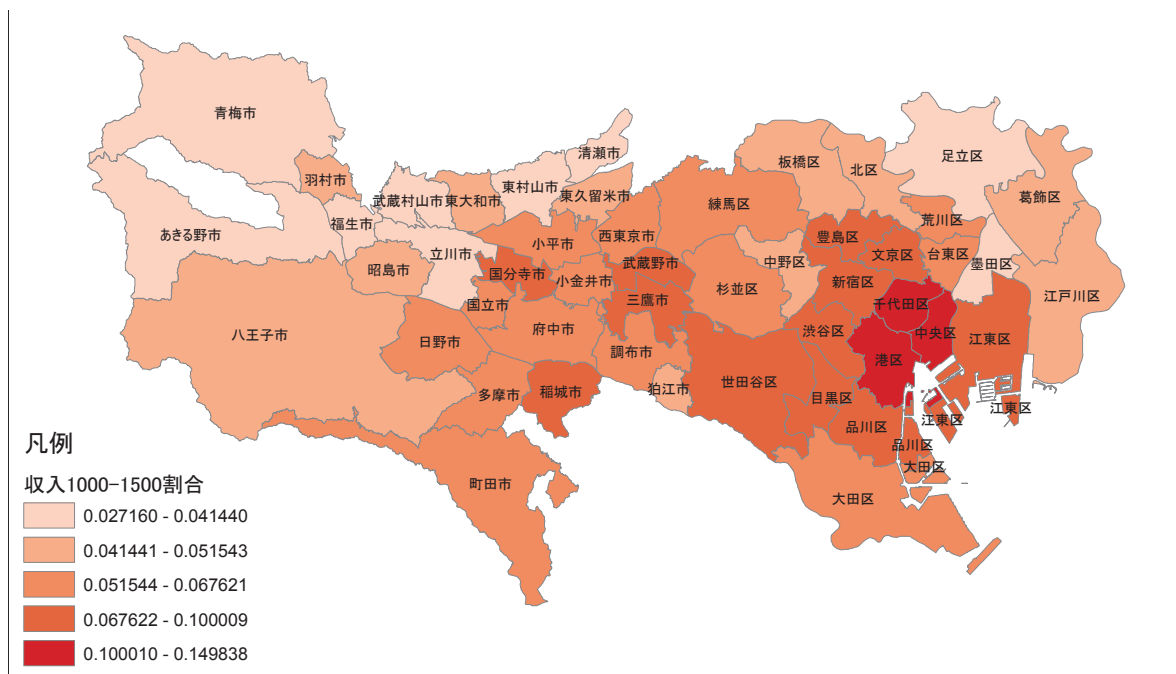 青梅市
清瀬市
足立区
板橋区
北区
羽村市
東村山市
武蔵村山市
東大和市
東久留米市
葛飾区
練馬区
荒川区
福生市
あきる野市
西東京市
豊島区
小平市
立川市
文京区
台東区
昭島市
国分寺市
武蔵野市
中野区
墨田区
小金井市
新宿区
杉並区
江戸川区
三鷹市
国立市
千代田区
八王子市
府中市
渋谷区
中央区
日野市
江東区
調布市
港区
世田谷区
狛江市
多摩市
稲城市
目黒区
江東区
江東区
品川区
品川区
大田区
町田市
大田区
凡例
収入1000-1500割合
0.027160 - 0.041440
0.041441 - 0.051543
0.051544 - 0.067621
0.067622 - 0.100009
0.100010 - 0.149838